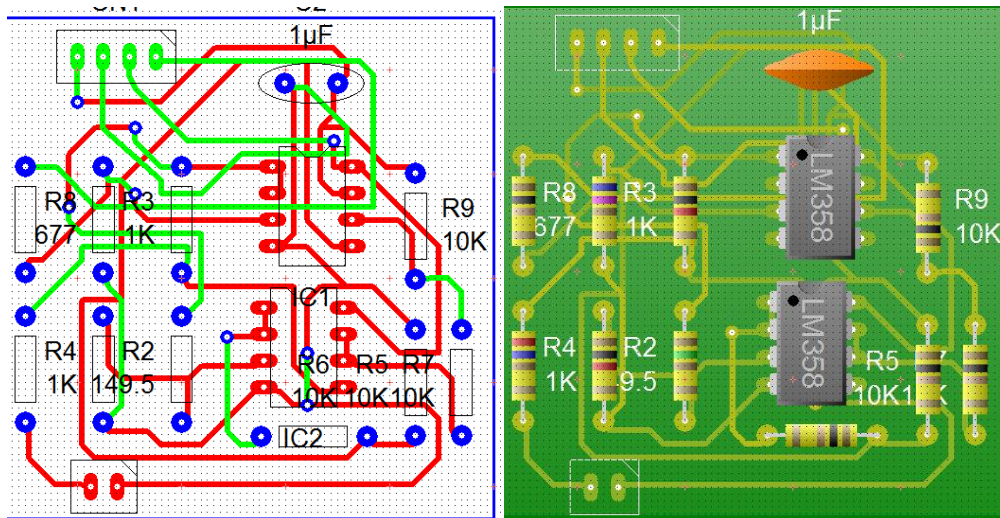 1µF
R8 R3
677 1K
R9
10K
IC1
R4 R2
1K 149.5
R6 R5 R7
10K 10K 10K
IC2
1µF
LM358
R8 R3
677 1K
R9
10K
LM358
R4 R2
1K 9.5
R5
10K